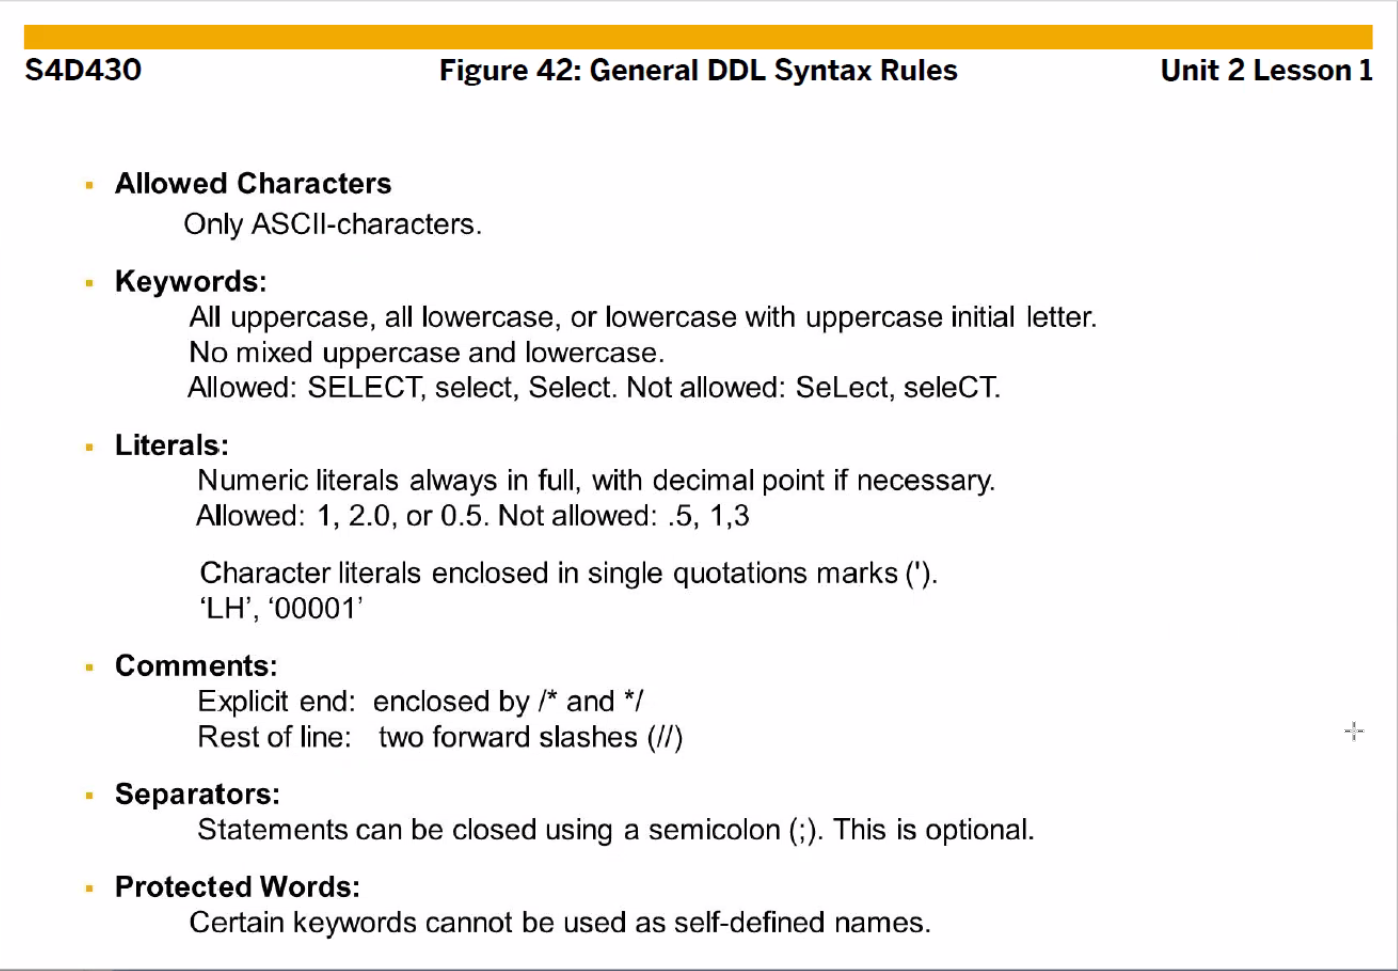 S4D430 Figure 42: General DDL Syntax Rules Unit 2 Lesson 1
Allowed Characters
Only ASCII-characters.
Keywords:
All uppercase, all lowercase, or lowercase with uppercase initial letter.
No mixed uppercase and lowercase.
Allowed: SELECT, select, Select. Not allowed: SeLect, seleCT.
Literals:
Numeric literals always in full, with decimal point if necessary.
Allowed: 1, 2.0, or 0.5. Not allowed: .5, 1,3
Character literals enclosed in single quotations marks (').
‘LH’, ‘00001’
Comments:
Explicit end: enclosed by /* and */
Rest of line: two forward slashes (//)
Separators:
Statements can be closed using a semicolon (;). This is optional.
Protected Words:
Certain keywords cannot be used as self-defined names.